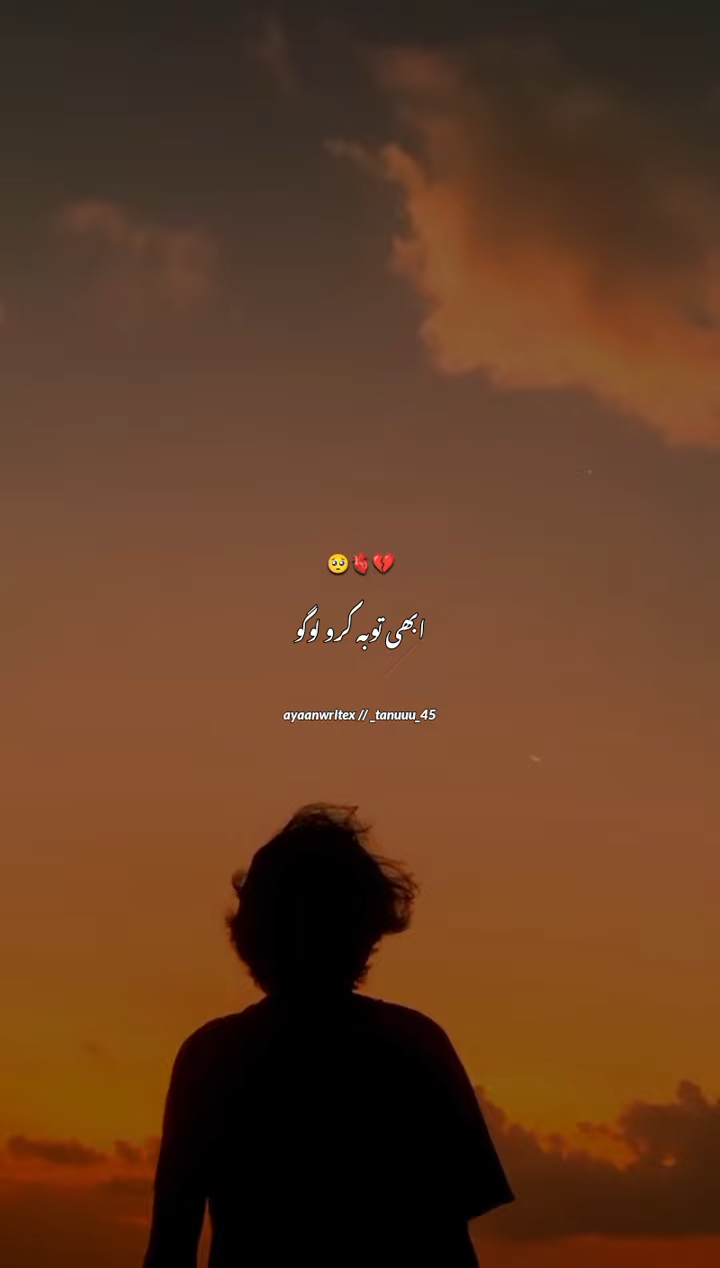 🥺🫀💔
ابھی توبہ کرو لوگو
ayaanwritex // _tanuuu_45